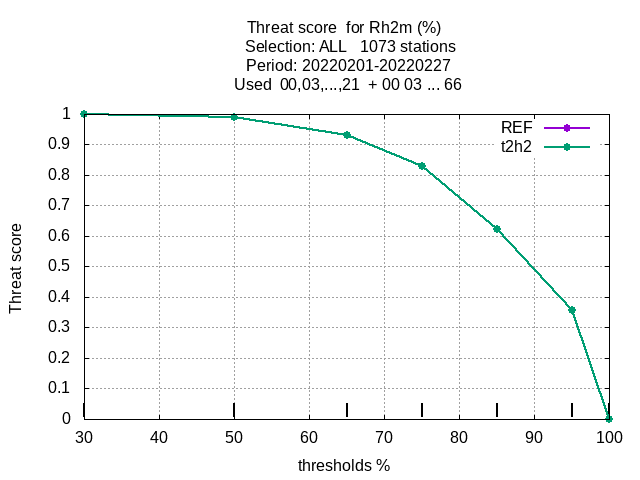 Threat score  for Rh2m (%)
Selection: ALL   1073 stations
Period: 20220201-20220227
Used  00,03,...,21  + 00 03 ... 66
REF
t2h2
1
0.9
0.8
0.7
0.6
0.5
0.4
0.3
0.2
0.1
0
Threat score
30 40 50 60 70 80 90 100
thresholds %